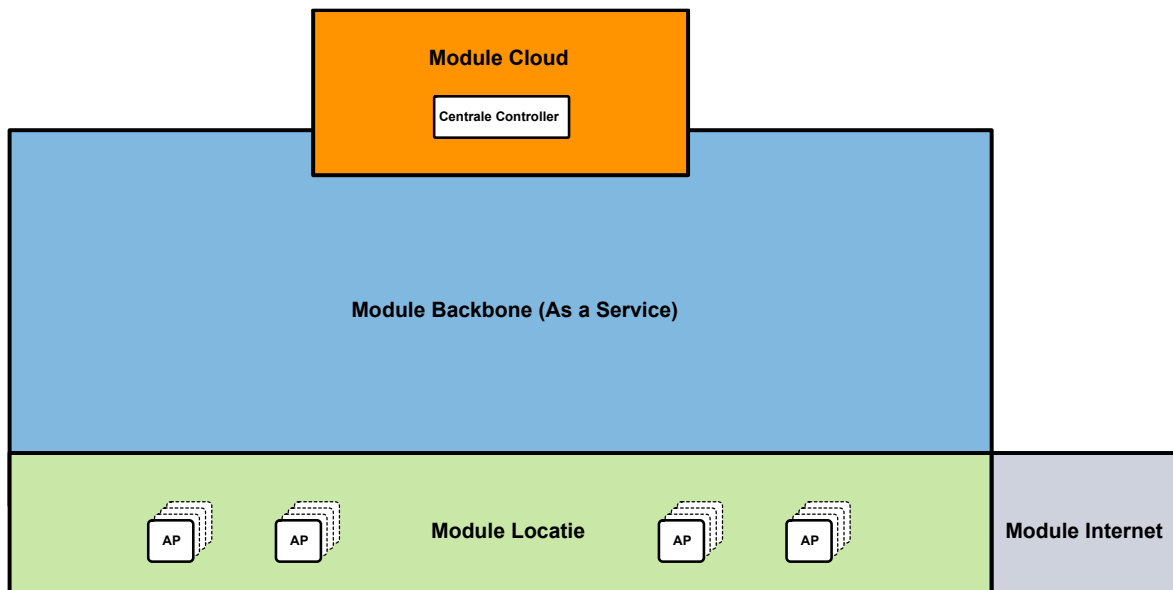 Module Cloud
Centrale Controller
Module Backbone (As a Service)
AP
AP
Module Locatie
AP
AP
Module Internet